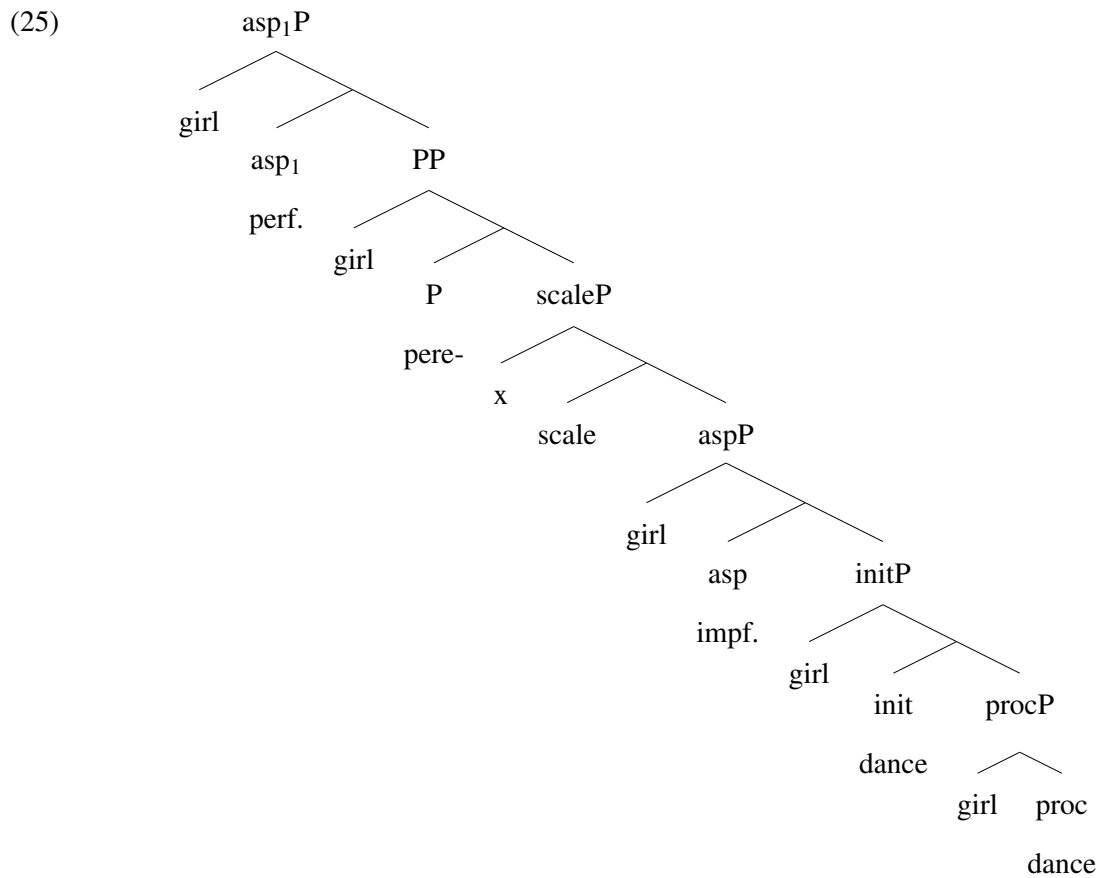 (25) asp₁P
girl
asp₁ PP
perf.
girl
P scaleP
pere-
x
scale aspP
girl
asp initP
impf.
girl
init procP
dance
girl proc
dance